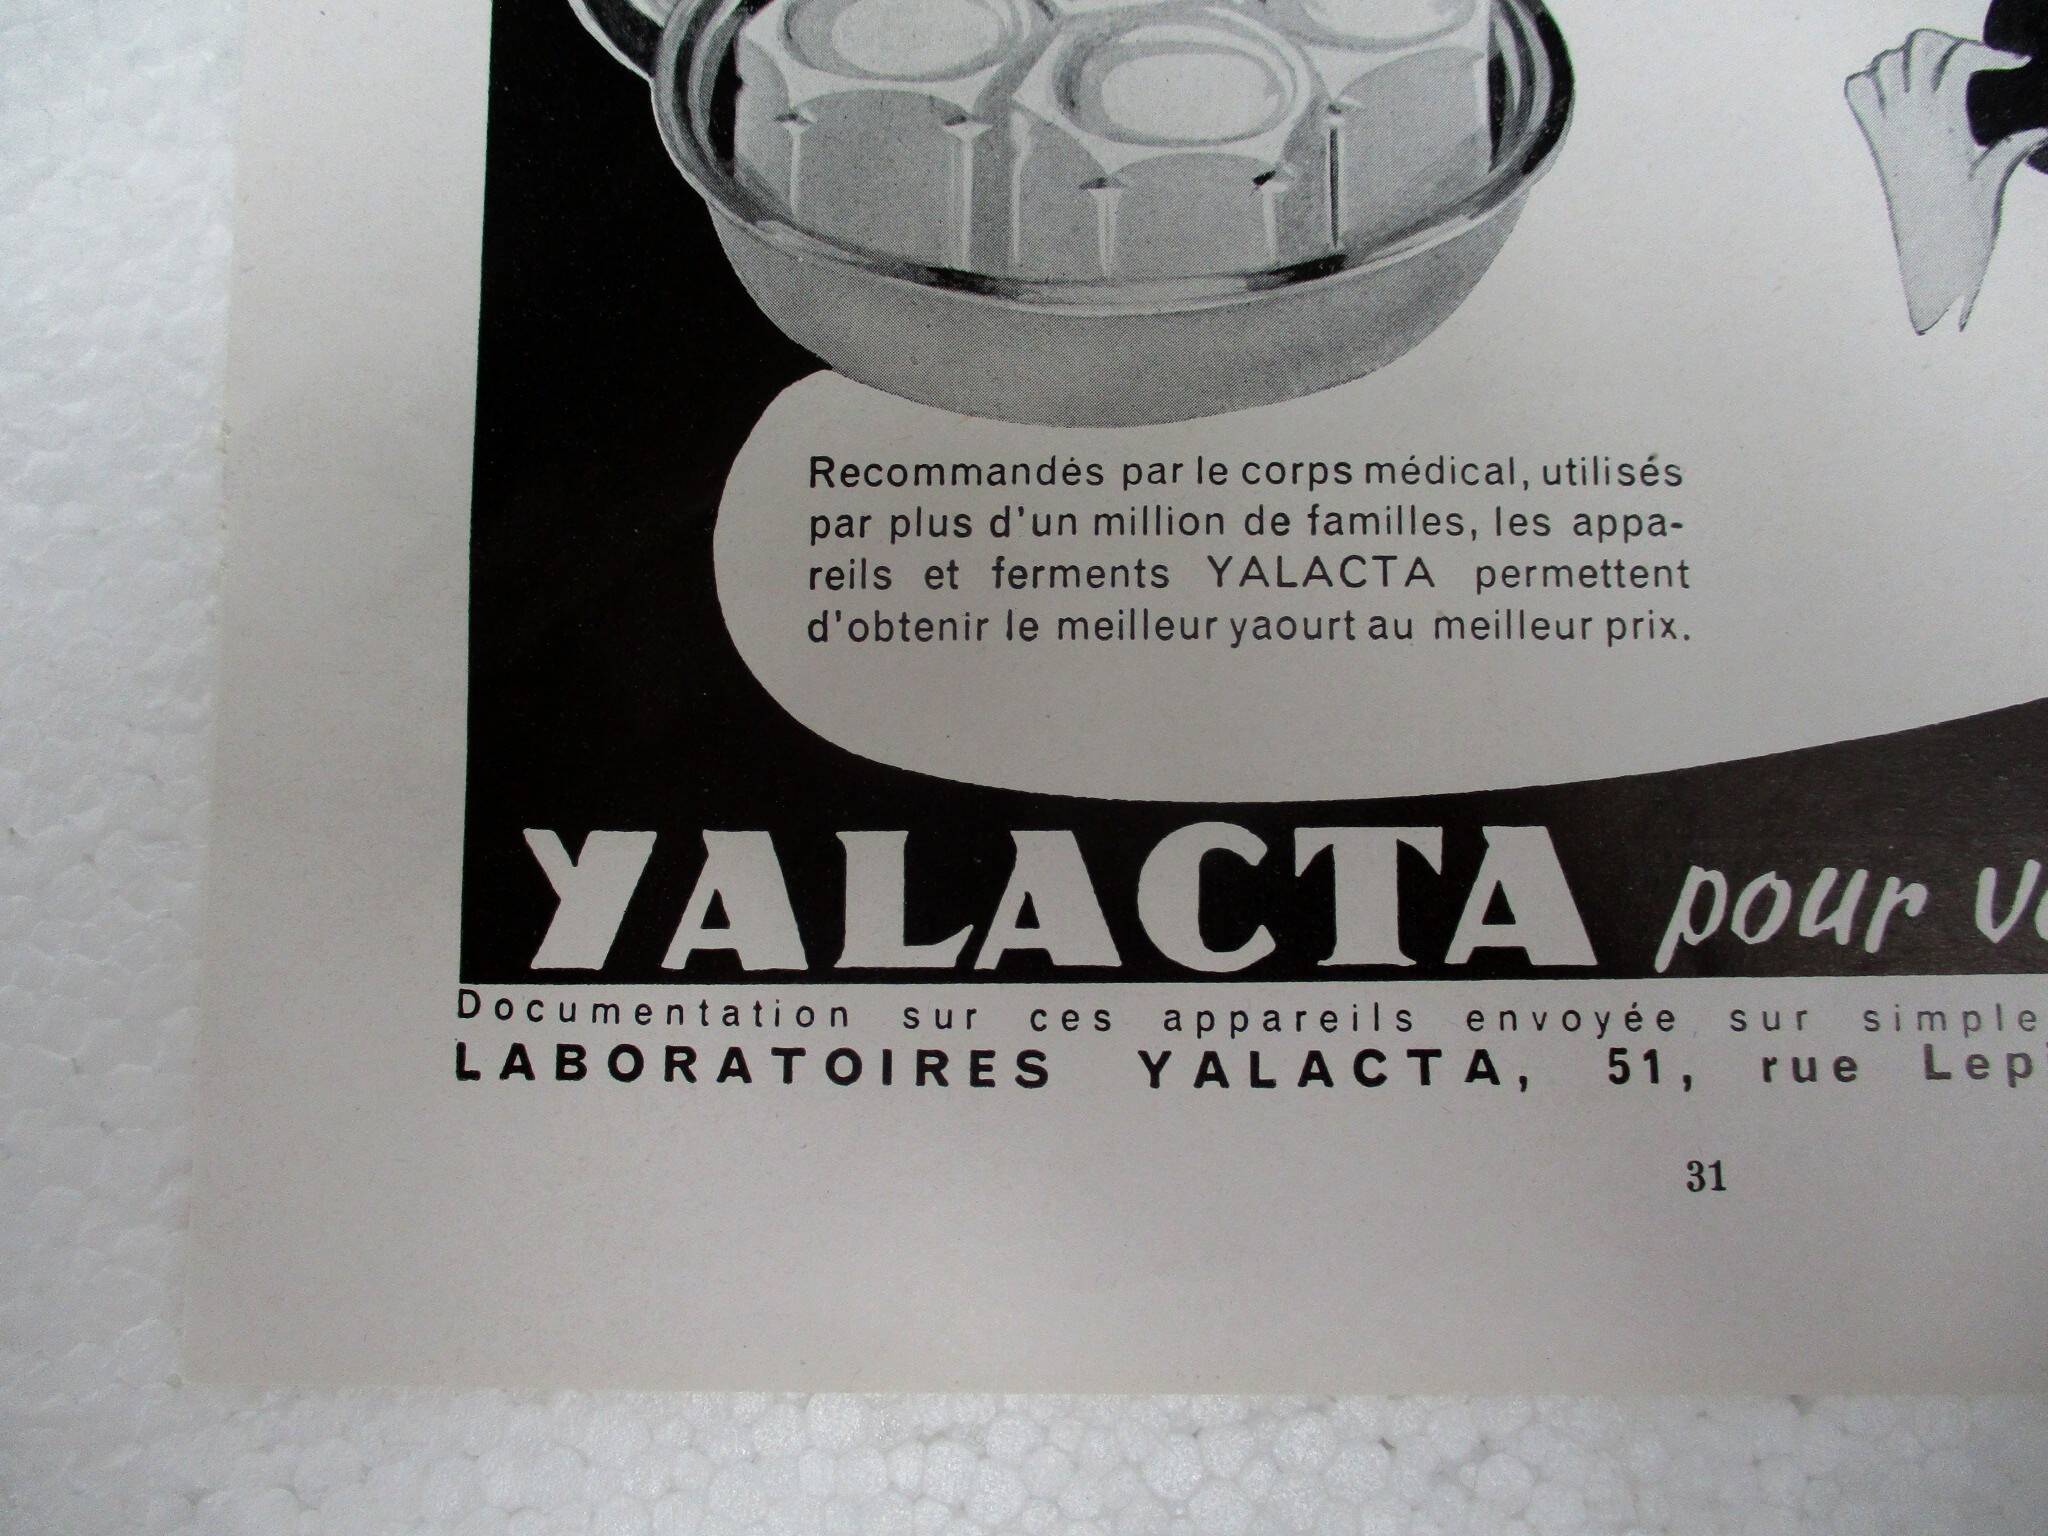 Recommandés par le corps médical, utilisés
par plus d'un million de familles, les appa-
reils et ferments YALACTA permettent
d'obtenir le meilleur yaourt au meilleur prix.
YALACTA pour
Documentation sur ces appareils envoyée sur simple
LABORATOIRES YALACTA, 51, rue
31